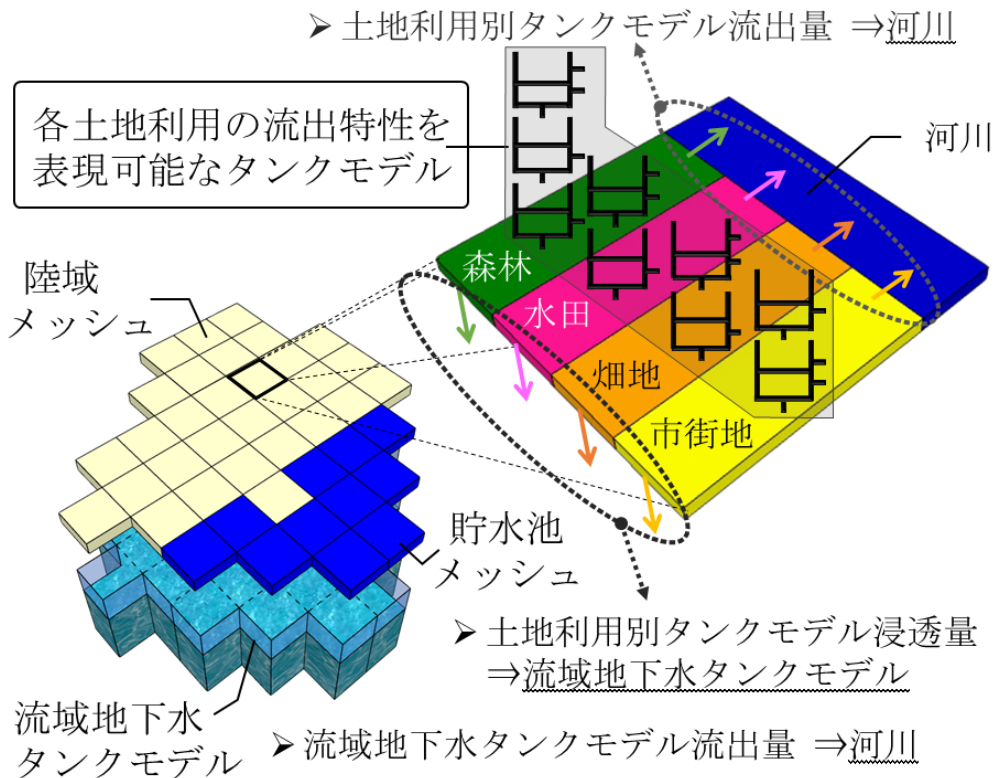 ➢ 土地利用別タンクモデル流出量 ⇒河川
各土地利用の流出特性を
表現可能なタンクモデル
河川
森林
水田
畑地
市街地
陸域
メッシュ
貯水池
メッシュ
➢ 土地利用別タンクモデル浸透量
⇒流域地下水タンクモデル
流域地下水
タンクモデル
➢ 流域地下水タンクモデル流出量 ⇒河川